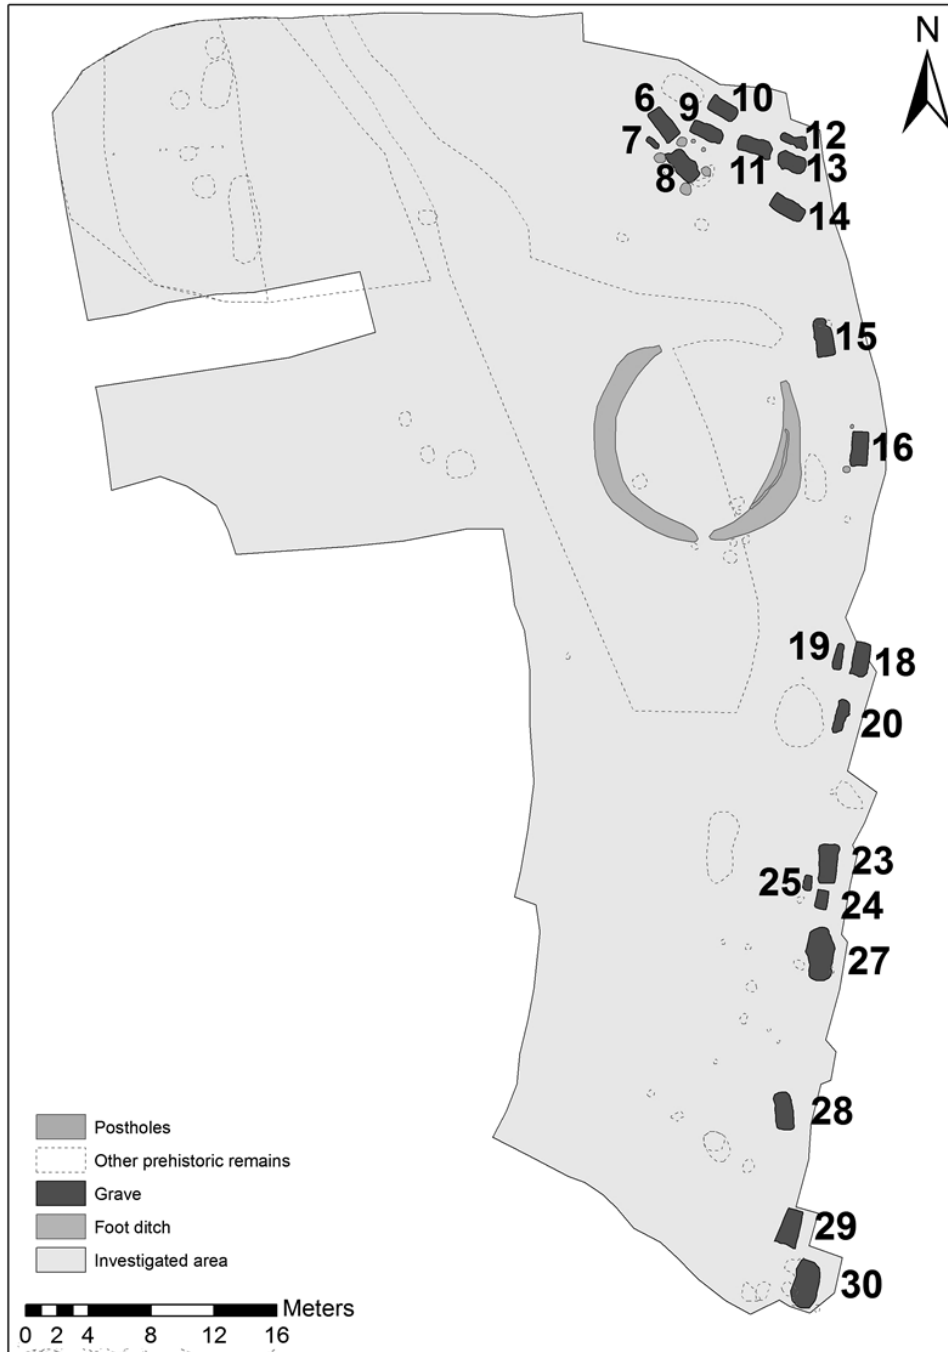 N
6
9
10
7
12
8
11
13
14
15
16
19
18
20
23
25
24
27
28
29
30
Postholes
Other prehistoric remains
Grave
Foot ditch
Investigated area
Meters
0 2 4 8 12 16